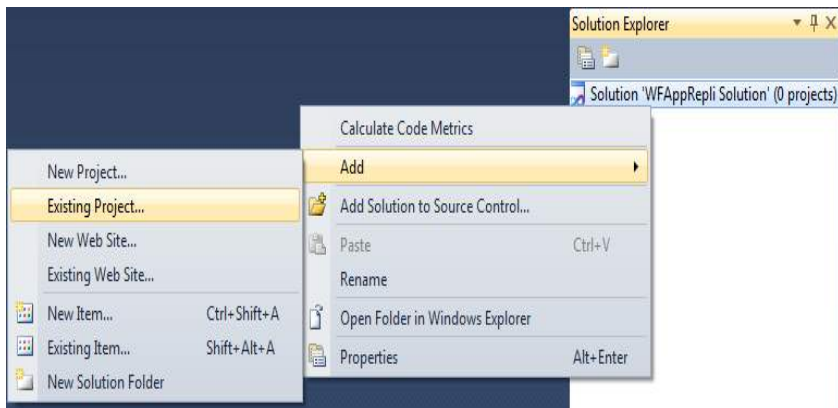 Solution Explorer
Solution 'WFAppRepli Solution' (0 projects)
Calculate Code Metrics
Add
Add Solution to Source Control...
Paste Ctrl+V
Rename
Open Folder in Windows Explorer
Properties Alt+Enter
New Project...
Existing Project...
New Web Site...
Existing Web Site...
New Item... Ctrl+Shift+A
Existing Item... Shift+Alt+A
New Solution Folder